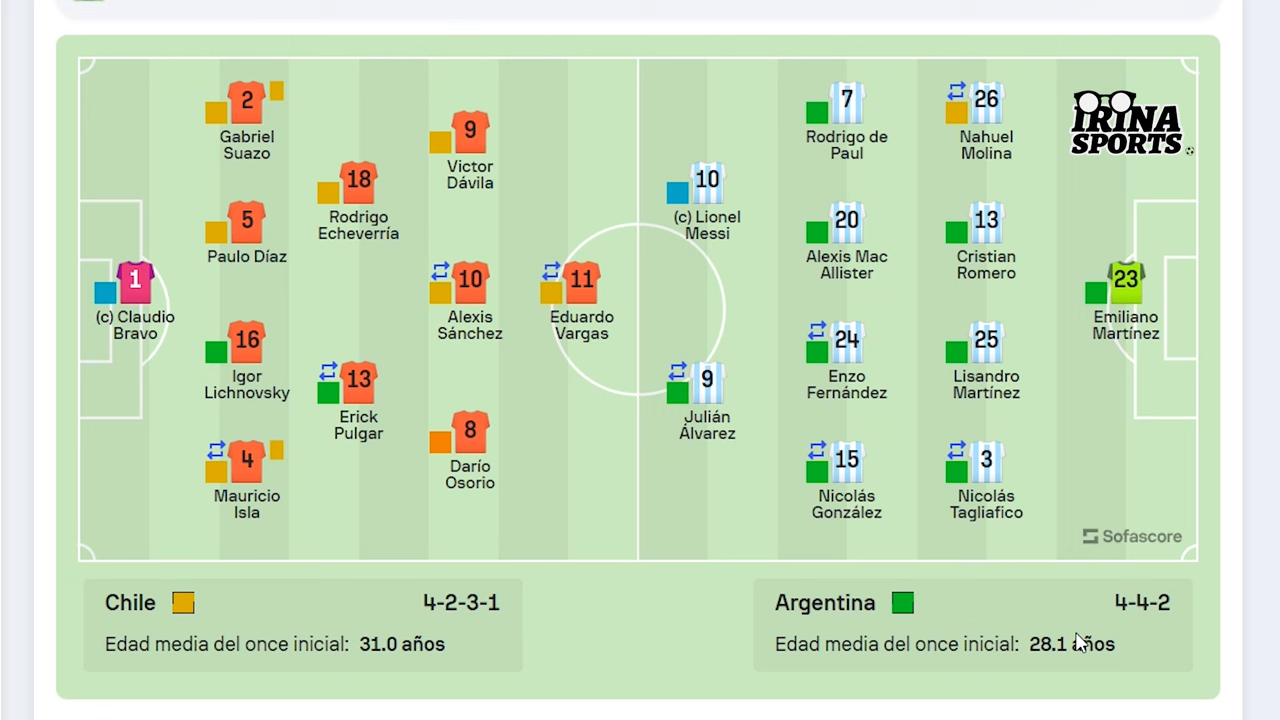 2
Gabriel
Suazo
5
Paulo Díaz
16
Igor
Lichnovsky
4
Mauricio
Isla
1
(c) Claudio
Bravo
18
Rodrigo
Echeverría
13
Erick
Pulgar
9
Victor
Dávila
10
Alexis
Sánchez
8
Darío
Osorio
11
Eduardo
Vargas
10
(c) Lionel
Messi
9
Julián
Álvarez
7
Rodrigo de
Paul
20
Alexis Mac
Allister
24
Enzo
Fernández
15
Nicolás
González
26
Nahuel
Molina
13
Cristian
Romero
25
Lisandro
Martínez
3
Nicolás
Tagliafico
23
Emiliano
Martínez
IRINA
SPORTS
Sofascore
Chile 4-2-3-1
Edad media del once inicial: 31.0 años
Argentina 4-4-2
Edad media del once inicial: 28.1 años